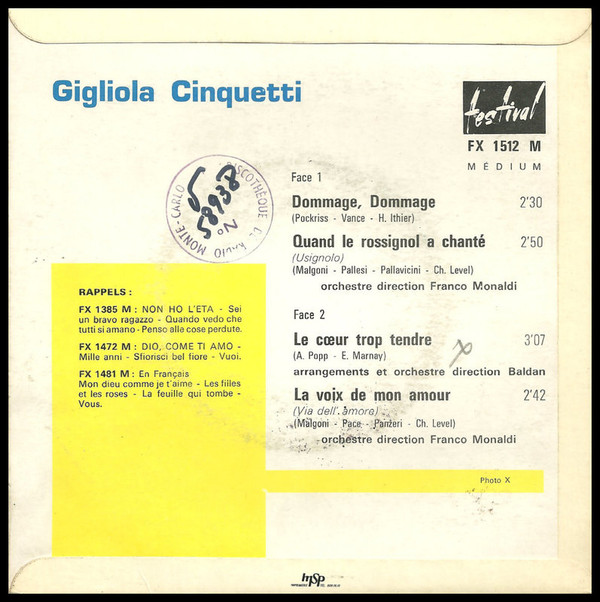 Gigliola Cinquetti
festival
FX 1512 M
MÉDIUM
DISCOTHÈQUE DE RADIO MONTE-CARLO
No 58938
Face 1
Dommage, Dommage 2'30
(Pockriss - Vance - H. Ithier)
Quand le rossignol a chanté 2'50
(Usignolo)
(Malgoni - Pallesi - Pallavicini - Ch. Level)
orchestre direction Franco Monaldi
Face 2
Le cœur trop tendre 3'07
(A. Popp - E. Marnay)
arrangements et orchestre direction Baldan
La voix de mon amour 2'42
(Via dell'amore)
(Malgoni - Pace - Panzeri - Ch. Level)
orchestre direction Franco Monaldi
RAPPELS :
FX 1385 M : NON HO L'ETA - Sei
un bravo ragazzo - Quando vedo che
tutti si amano - Penso alle cose perdute.
FX 1472 M : DIO, COME TI AMO -
Mille anni - Sfiorisci bel fiore - Vuoi.
FX 1481 M : En Français
Mon dieu comme je t'aime - Les filles
et les roses - La feuille qui tombe -
Vous.
Photo X